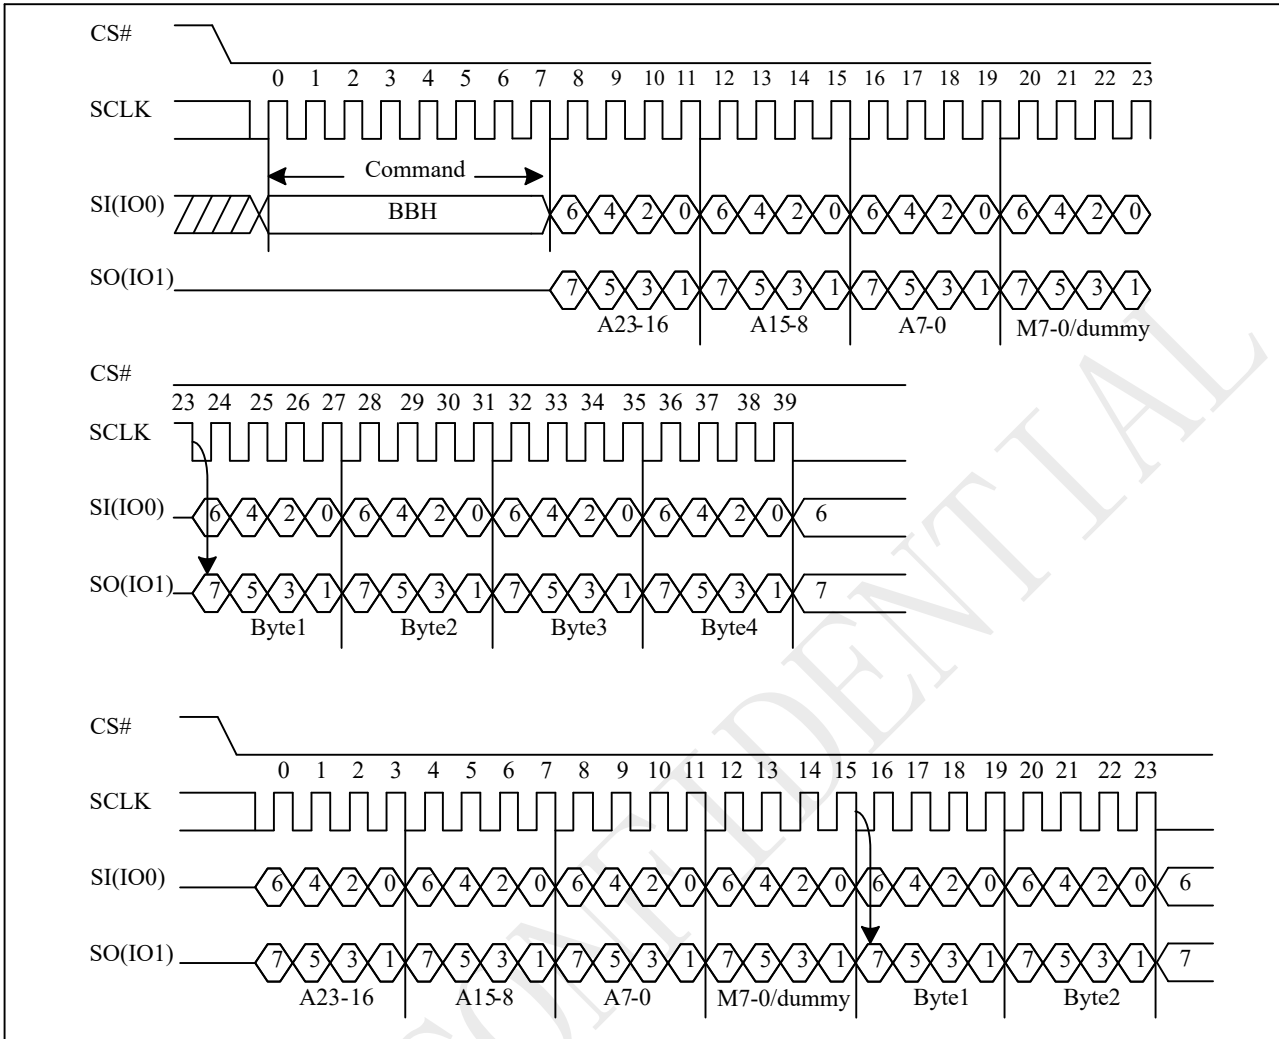 CS#
0 1 2 3 4 5 6 7 8 9 10 11 12 13 14 15 16 17 18 19 20 21 22 23
SCLK
Command
SI(IO0) BBH 6 4 2 0 6 4 2 0 6 4 2 0 6 4 2 0
SO(IO1) 7 5 3 1 7 5 3 1 7 5 3 1 7 5 3 1
A23-16 A15-8 A7-0 M7-0/dummy
CS#
23 24 25 26 27 28 29 30 31 32 33 34 35 36 37 38 39
SCLK
SI(IO0) 6 4 2 0 6 4 2 0 6 4 2 0 6 4 2 0 6
SO(IO1) 7 5 3 1 7 5 3 1 7 5 3 1 7 5 3 1 7
Byte1 Byte2 Byte3 Byte4
CS#
0 1 2 3 4 5 6 7 8 9 10 11 12 13 14 15 16 17 18 19 20 21 22 23
SCLK
SI(IO0) 6 4 2 0 6 4 2 0 6 4 2 0 6 4 2 0 6 4 2 0 6 4 2 0 6
SO(IO1) 7 5 3 1 7 5 3 1 7 5 3 1 7 5 3 1 7 5 3 1 7 5 3 1 7
A23-16 A15-8 A7-0 M7-0/dummy Byte1 Byte2
CONFIDENTIAL